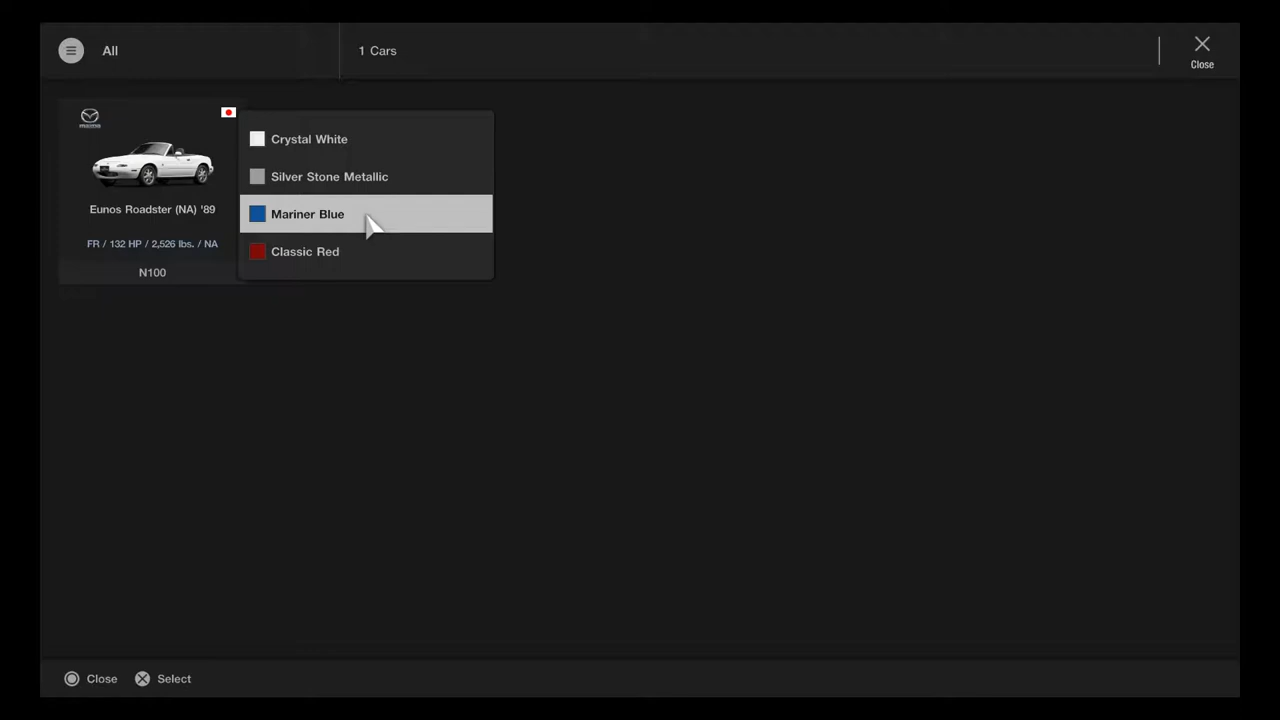 All
1 Cars
Close
Crystal White
Silver Stone Metallic
Mariner Blue
Classic Red
Eunos Roadster (NA) '89
FR / 132 HP / 2,526 lbs. / NA
N100
Close
Select